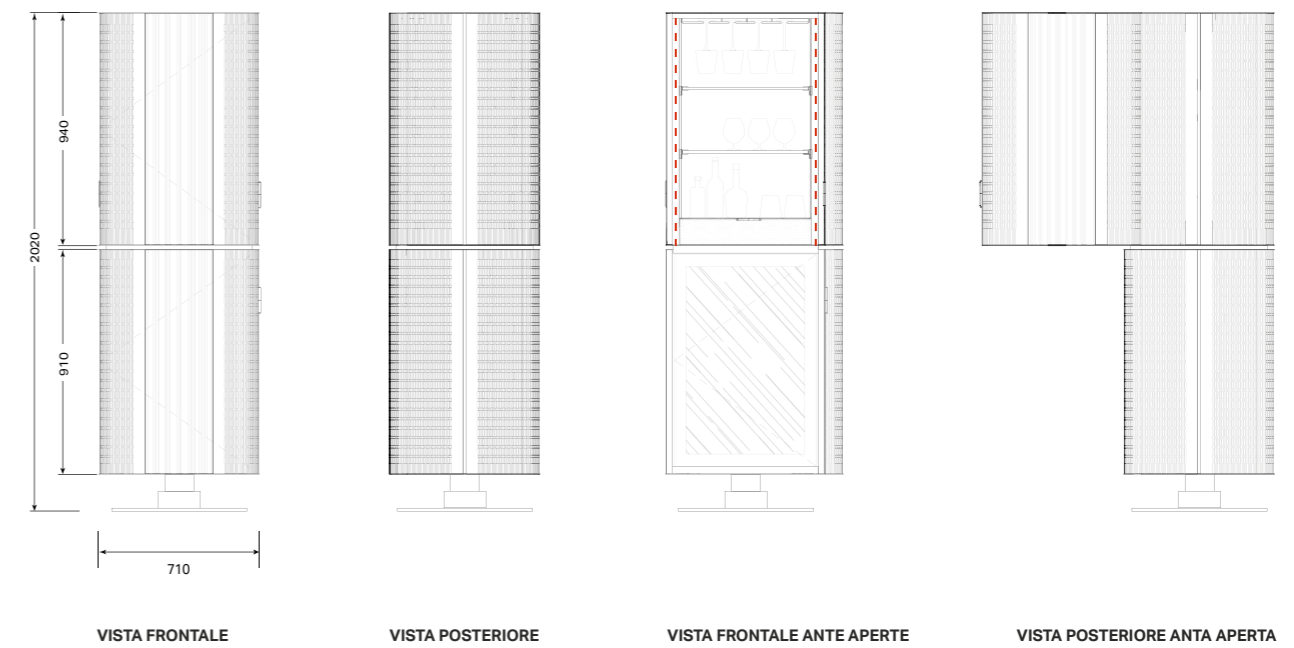 940
2020
910
710
VISTA FRONTALE
VISTA POSTERIORE
VISTA FRONTALE ANTE APERTE
VISTA POSTERIORE ANTA APERTA